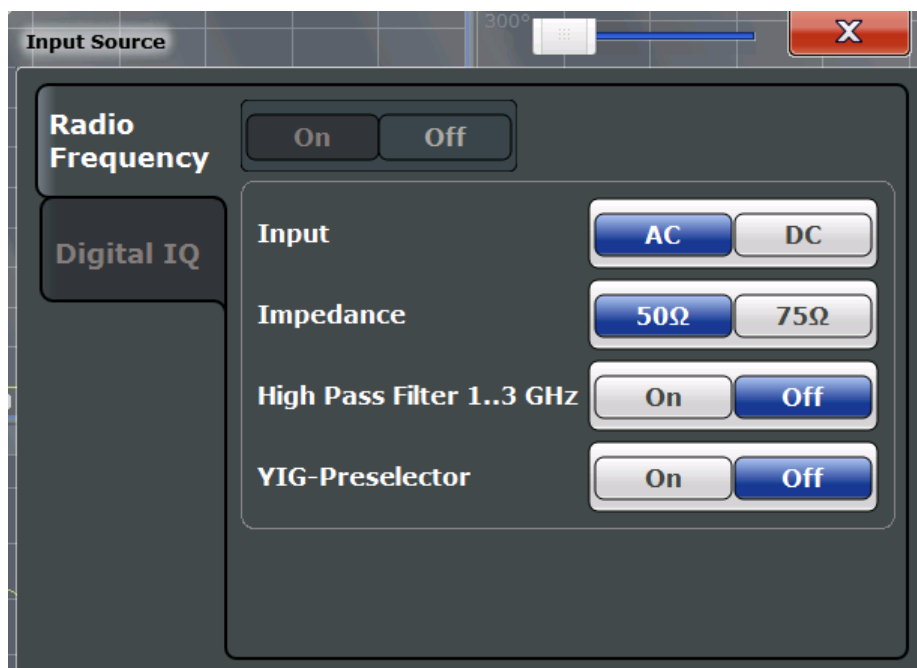 300°
Input Source
X
Radio
Frequency
On Off
Digital IQ
Input AC DC
Impedance 50Ω 75Ω
High Pass Filter 1..3 GHz On Off
YIG-Preselector On Off